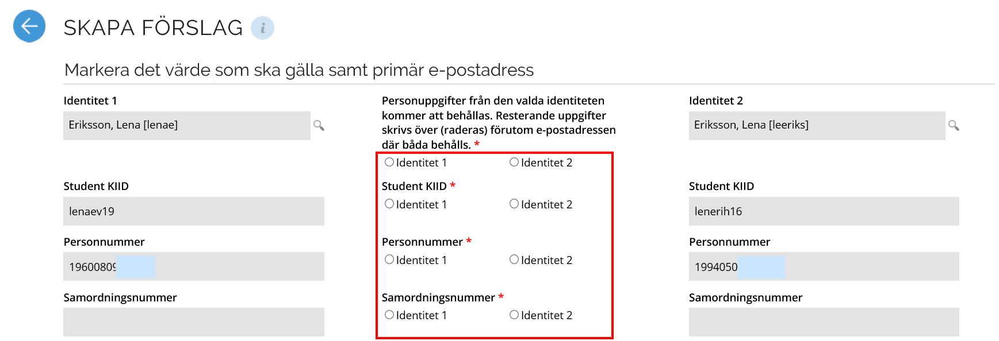 SKAPA FÖRSLAG i
Markera det värde som ska gälla samt primär e-postadress
Identitet 1
Eriksson, Lena [lenae]
Personuppgifter från den valda identiteten
kommer att behållas. Resterande uppgifter
skrivs över (raderas) förutom e-postadressen
där båda behålls. *
Identitet 1 Identitet 2
Identitet 2
Eriksson, Lena [leeriks]
Student KIID
lenaev19
Student KIID *
Identitet 1 Identitet 2
Student KIID
lenerih16
Personnummer
19600809
Personnummer *
Identitet 1 Identitet 2
Personnummer
1994050
Samordningsnummer
Samordningsnummer *
Identitet 1 Identitet 2
Samordningsnummer